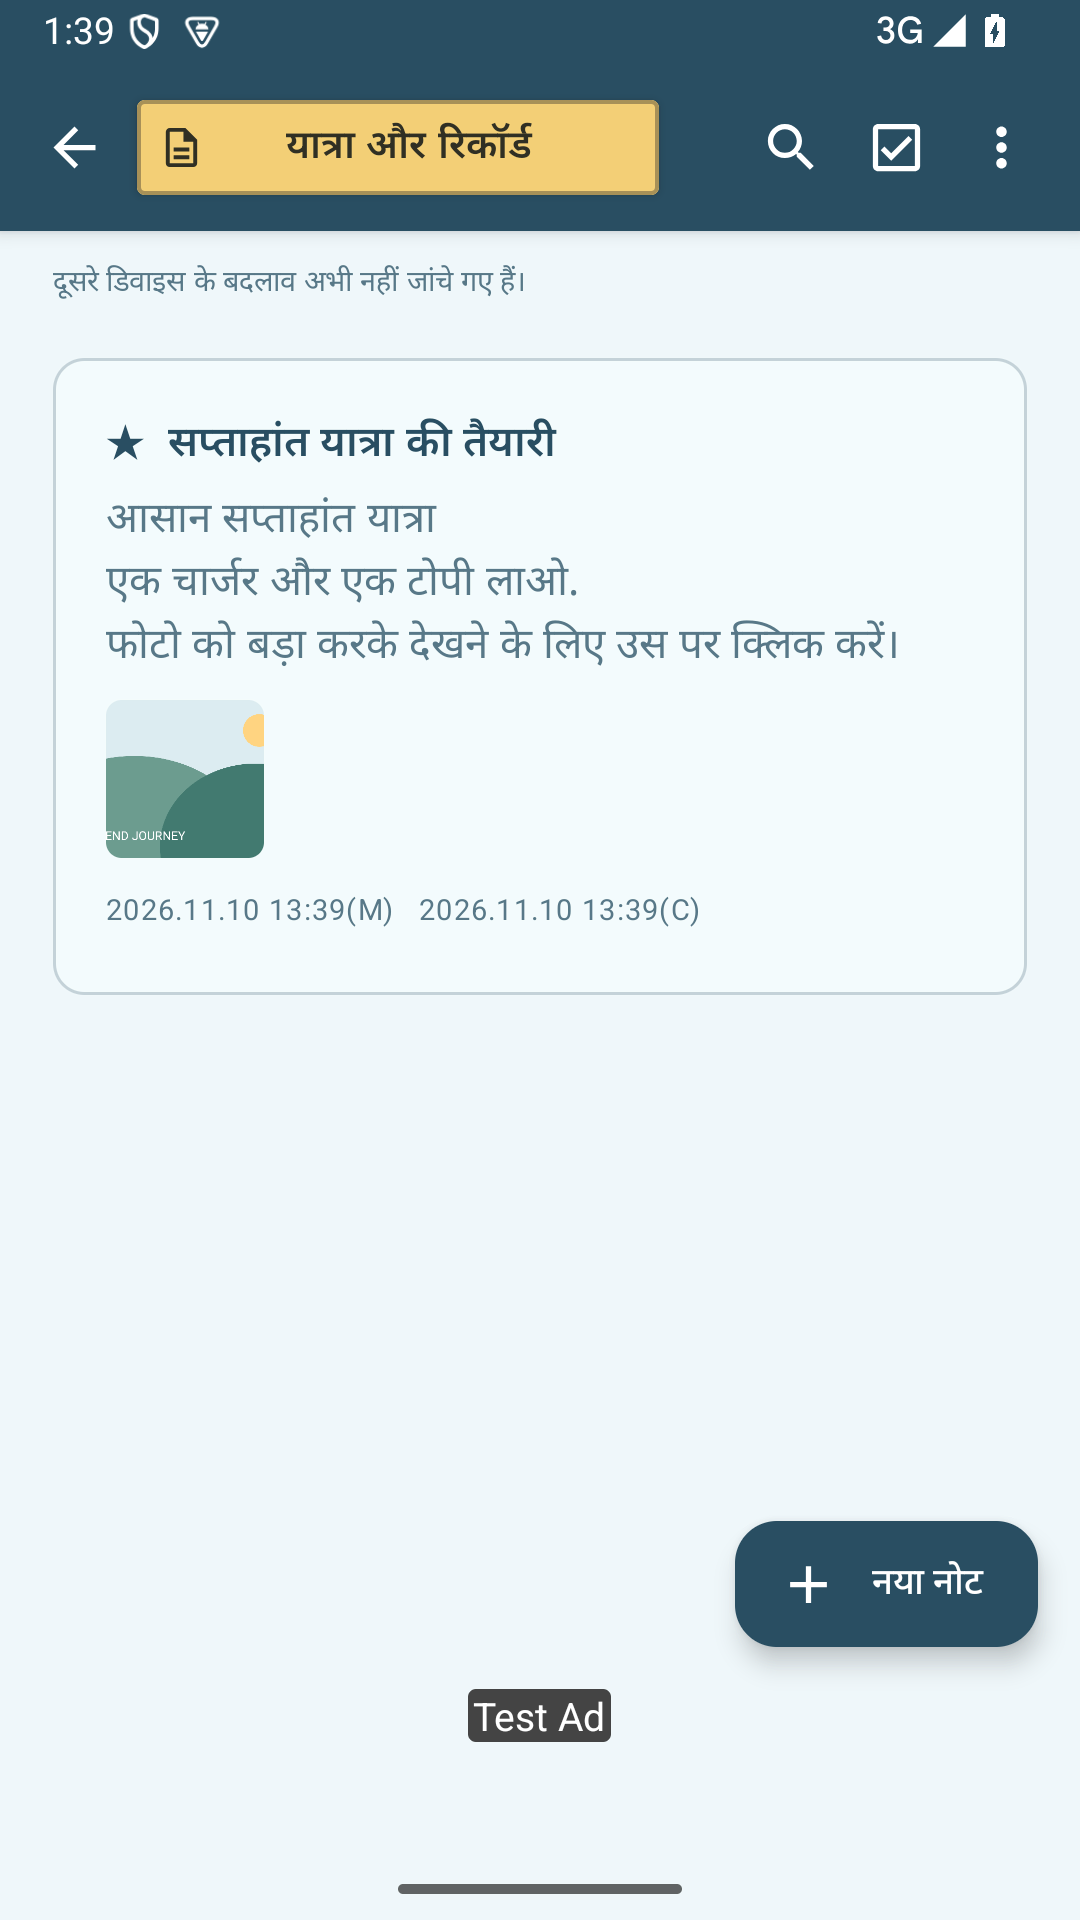 1:39
3G
यात्रा और रिकॉर्ड
दूसरे डिवाइस के बदलाव अभी नहीं जांचे गए हैं।
★ सप्ताहांत यात्रा की तैयारी
आसान सप्ताहांत यात्रा
एक चार्जर और एक टोपी लाओ.
फोटो को बड़ा करके देखने के लिए उस पर क्लिक करें।
END JOURNEY
2026.11.10 13:39(M) 2026.11.10 13:39(C)
नया नोट
Test Ad